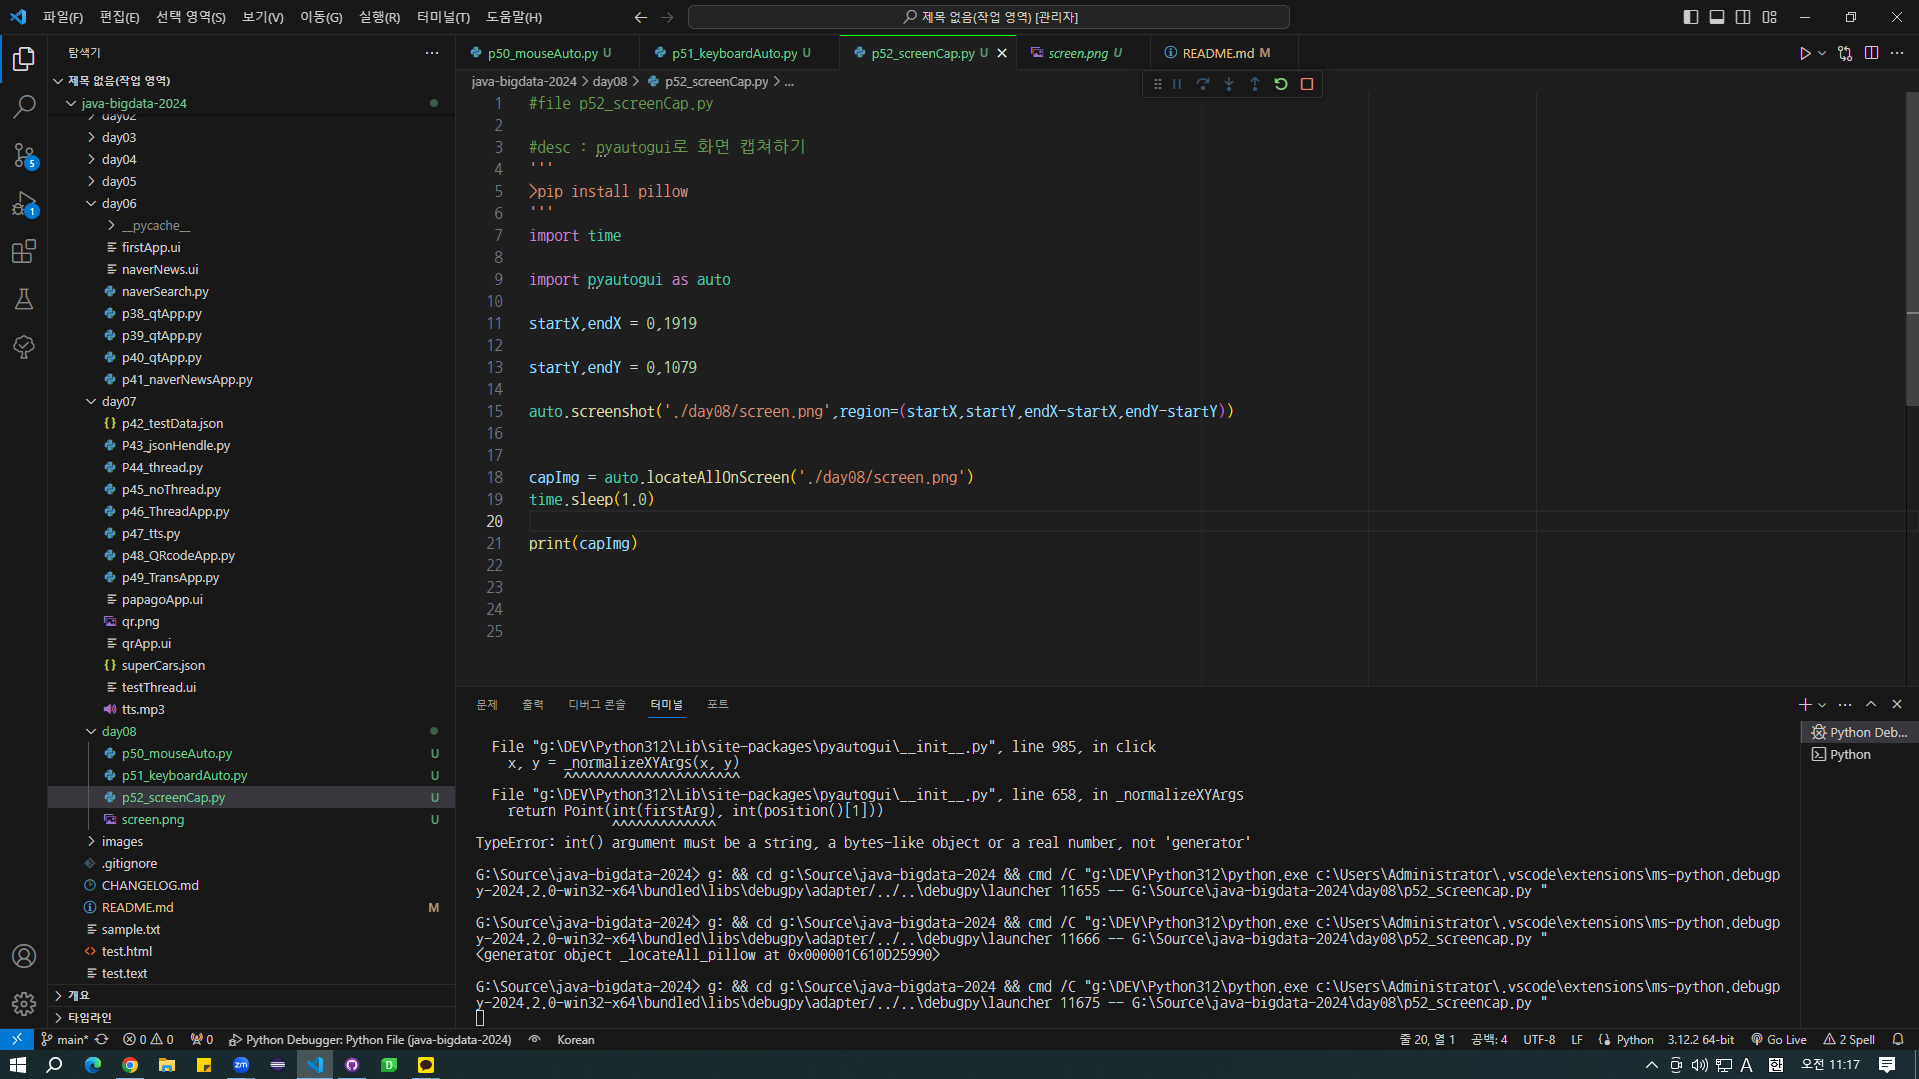 파일(F) 편집(E) 선택 영역(S) 보기(V) 이동(G) 실행(R) 터미널(T) 도움말(H)
제목 없음(작업 영역) [관리자]
탐색기
제목 없음(작업 영역)
java-bigdata-2024
day02
day03
day04
day05
day06
__pycache__
firstApp.ui
naverNews.ui
naverSearch.py
p38_qtApp.py
p39_qtApp.py
p40_qtApp.py
p41_naverNewsApp.py
day07
p42_testData.json
P43_jsonHendle.py
P44_thread.py
p45_noThread.py
p46_ThreadApp.py
p47_tts.py
p48_QRcodeApp.py
p49_TransApp.py
papagoApp.ui
qr.png
qrApp.ui
superCars.json
testThread.ui
tts.mp3
day08
p50_mouseAuto.py U
p51_keyboardAuto.py U
p52_screenCap.py U
screen.png U
images
.gitignore
CHANGELOG.md
README.md M
sample.txt
test.html
test.text
개요
타임라인
5
1
p50_mouseAuto.py U p51_keyboardAuto.py U p52_screenCap.py U screen.png U README.md M
java-bigdata-2024 > day08 > p52_screenCap.py > ...
1 #file p52_screenCap.py
2
3 #desc : pyautogui로 화면 캡쳐하기
4 '''
5 >pip install pillow
6 '''
7 import time
8
9 import pyautogui as auto
10
11 startX,endX = 0,1919
12
13 startY,endY = 0,1079
14
15 auto.screenshot('./day08/screen.png',region=(startX,startY,endX-startX,endY-startY))
16
17
18 capImg = auto.locateAllOnScreen('./day08/screen.png')
19 time.sleep(1.0)
20
21 print(capImg)
22
23
24
25
문제 출력 디버그 콘솔 터미널 포트
File "g:\DEV\Python312\Lib\site-packages\pyautogui\__init__.py", line 985, in click
x, y = _normalizeXYArgs(x, y)
^^^^^^^^^^^^^^^^^^^^^^
File "g:\DEV\Python312\Lib\site-packages\pyautogui\__init__.py", line 658, in _normalizeXYArgs
return Point(int(firstArg), int(position()[1]))
^^^^^^^^^^^^^
TypeError: int() argument must be a string, a bytes-like object or a real number, not 'generator'
G:\Source\java-bigdata-2024> g: && cd g:\Source\java-bigdata-2024 && cmd /C "g:\DEV\Python312\python.exe c:\Users\Administrator\.vscode\extensions\ms-python.debugp
y-2024.2.0-win32-x64\bundled\libs\debugpy\adapter/../..\debugpy\launcher 11655 -- G:\Source\java-bigdata-2024\day08\p52_screencap.py "
G:\Source\java-bigdata-2024> g: && cd g:\Source\java-bigdata-2024 && cmd /C "g:\DEV\Python312\python.exe c:\Users\Administrator\.vscode\extensions\ms-python.debugp
y-2024.2.0-win32-x64\bundled\libs\debugpy\adapter/../..\debugpy\launcher 11666 -- G:\Source\java-bigdata-2024\day08\p52_screencap.py "
<generator object _locateAll_pillow at 0x000001C610D25990>
G:\Source\java-bigdata-2024> g: && cd g:\Source\java-bigdata-2024 && cmd /C "g:\DEV\Python312\python.exe c:\Users\Administrator\.vscode\extensions\ms-python.debugp
y-2024.2.0-win32-x64\bundled\libs\debugpy\adapter/../..\debugpy\launcher 11675 -- G:\Source\java-bigdata-2024\day08\p52_screencap.py "
Python Deb...
Python
main* 0 0 0 Python Debugger: Python File (java-bigdata-2024) Korean 줄 20, 열 1 공백: 4 UTF-8 LF Python 3.12.2 64-bit Go Live 2 Spell
zm A 한 오전 11:17